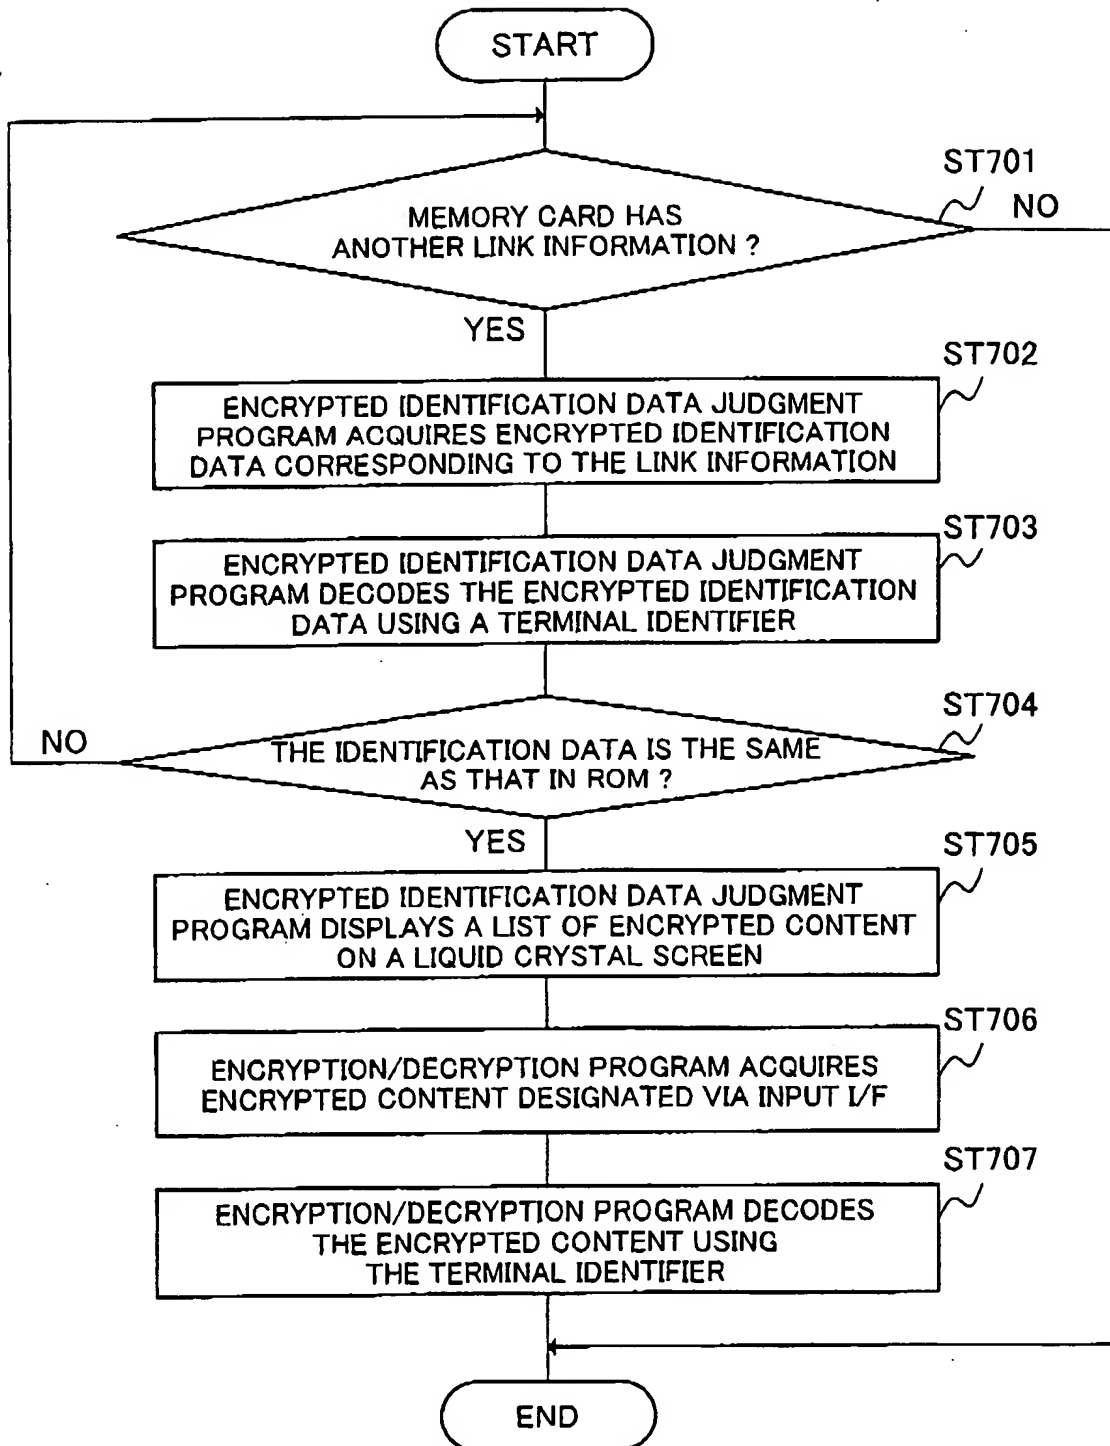 START
ST701
NO
MEMORY CARD HAS
ANOTHER LINK INFORMATION ?
YES
ST702
ENCRYPTED IDENTIFICATION DATA JUDGMENT
PROGRAM ACQUIRES ENCRYPTED IDENTIFICATION
DATA CORRESPONDING TO THE LINK INFORMATION
ST703
ENCRYPTED IDENTIFICATION DATA JUDGMENT
PROGRAM DECODES THE ENCRYPTED IDENTIFICATION
DATA USING A TERMINAL IDENTIFIER
ST704
NO
THE IDENTIFICATION DATA IS THE SAME
AS THAT IN ROM ?
YES
ST705
ENCRYPTED IDENTIFICATION DATA JUDGMENT
PROGRAM DISPLAYS A LIST OF ENCRYPTED CONTENT
ON A LIQUID CRYSTAL SCREEN
ST706
ENCRYPTION/DECRYPTION PROGRAM ACQUIRES
ENCRYPTED CONTENT DESIGNATED VIA INPUT I/F
ST707
ENCRYPTION/DECRYPTION PROGRAM DECODES
THE ENCRYPTED CONTENT USING
THE TERMINAL IDENTIFIER
END